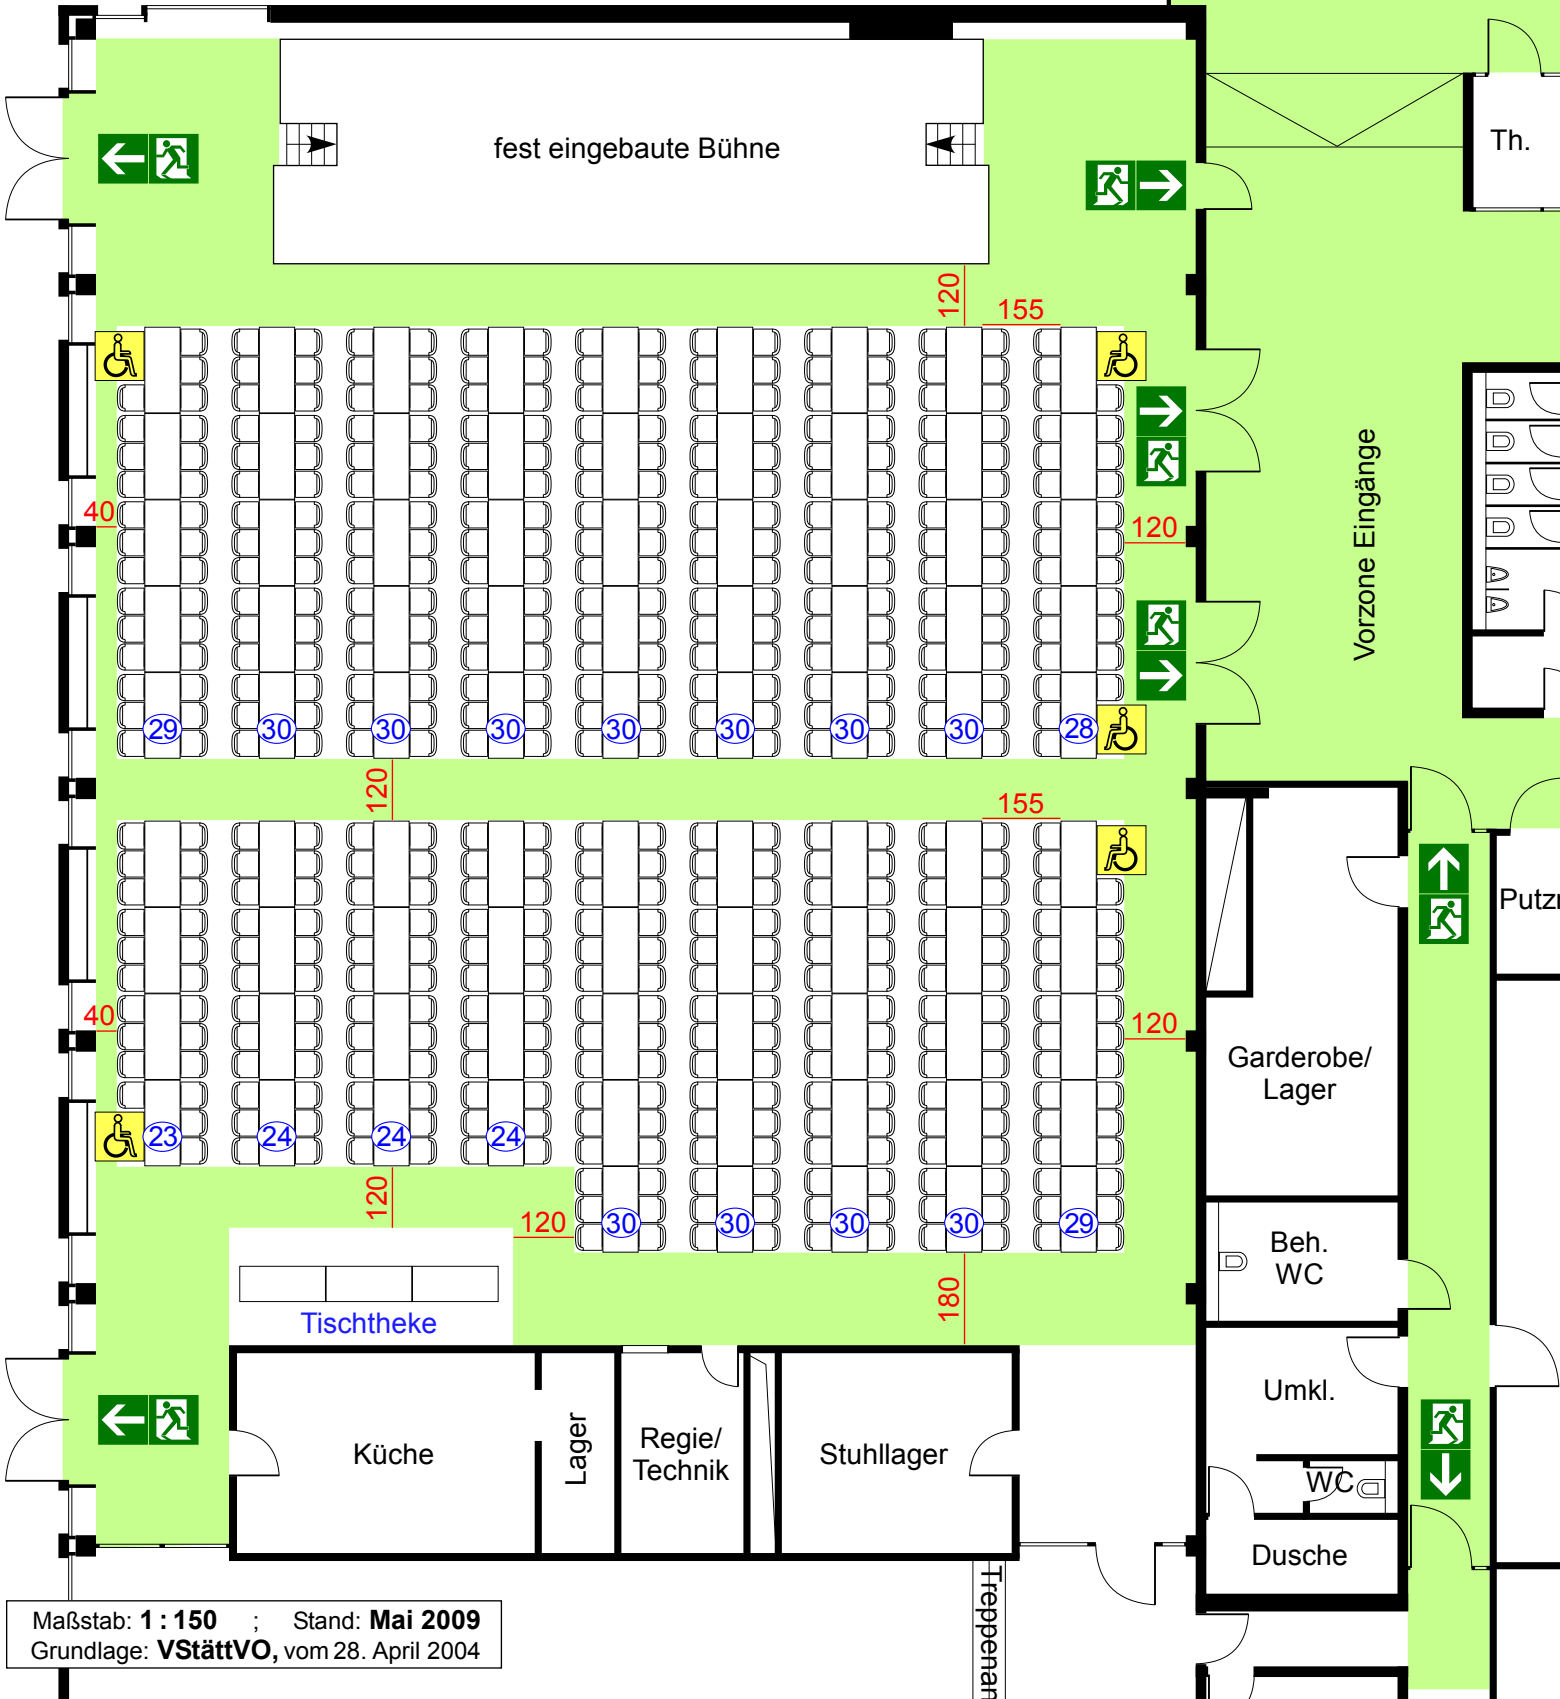 fest eingebaute Bühne
Th.
120
155
40
120
Vorzone Eingänge
29
30
30
30
30
30
30
30
28
120
155
Putzr
40
120
Garderobe/
Lager
23
24
24
24
120
120
30
30
30
30
29
Beh.
WC
180
Tischtheke
Umkl.
Küche
Lager
Regie/
Technik
Stuhllager
WC
Dusche
Treppenan
Maßstab: 1 : 150 ; Stand: Mai 2009
Grundlage: VStättVO, vom 28. April 2004